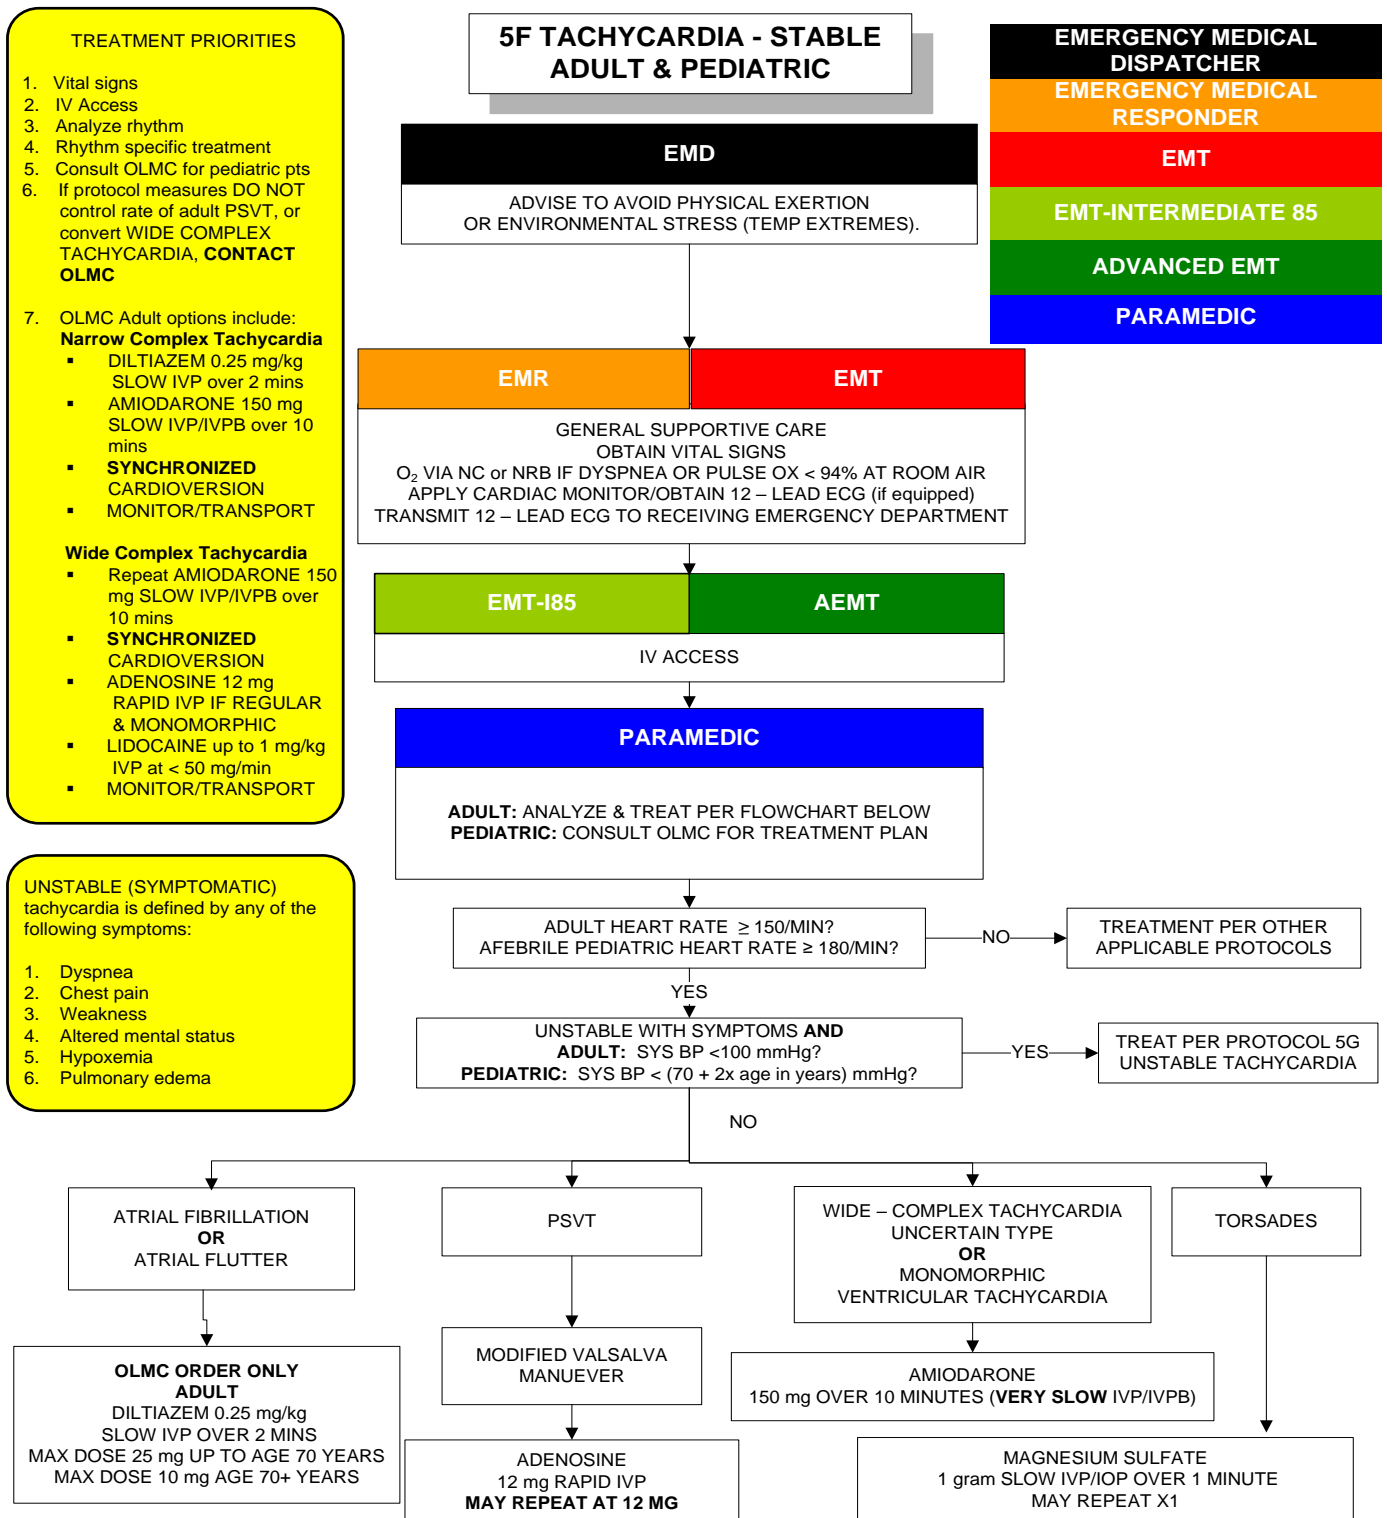 TREATMENT PRIORITIES
1. Vital signs
2. IV Access
3. Analyze rhythm
4. Rhythm specific treatment
5. Consult OLMC for pediatric pts
6. If protocol measures DO NOT
control rate of adult PSVT, or
convert WIDE COMPLEX
TACHYCARDIA, CONTACT
OLMC
7. OLMC Adult options include:
Narrow Complex Tachycardia
▪ DILTIAZEM 0.25 mg/kg
SLOW IVP over 2 mins
▪ AMIODARONE 150 mg
SLOW IVP/IVPB over 10
mins
▪ SYNCHRONIZED
CARDIOVERSION
▪ MONITOR/TRANSPORT
Wide Complex Tachycardia
▪ Repeat AMIODARONE 150
mg SLOW IVP/IVPB over
10 mins
▪ SYNCHRONIZED
CARDIOVERSION
▪ ADENOSINE 12 mg
RAPID IVP IF REGULAR
& MONOMORPHIC
▪ LIDOCAINE up to 1 mg/kg
IVP at < 50 mg/min
▪ MONITOR/TRANSPORT
UNSTABLE (SYMPTOMATIC)
tachycardia is defined by any of the
following symptoms:
1. Dyspnea
2. Chest pain
3. Weakness
4. Altered mental status
5. Hypoxemia
6. Pulmonary edema
5F TACHYCARDIA - STABLE
ADULT & PEDIATRIC
EMERGENCY MEDICAL
DISPATCHER
EMERGENCY MEDICAL
RESPONDER
EMT
EMT-INTERMEDIATE 85
ADVANCED EMT
PARAMEDIC
EMD
ADVISE TO AVOID PHYSICAL EXERTION
OR ENVIRONMENTAL STRESS (TEMP EXTREMES).
EMR
EMT
GENERAL SUPPORTIVE CARE
OBTAIN VITAL SIGNS
O2 VIA NC or NRB IF DYSPNEA OR PULSE OX < 94% AT ROOM AIR
APPLY CARDIAC MONITOR/OBTAIN 12 – LEAD ECG (if equipped)
TRANSMIT 12 – LEAD ECG TO RECEIVING EMERGENCY DEPARTMENT
EMT-I85
AEMT
IV ACCESS
PARAMEDIC
ADULT: ANALYZE & TREAT PER FLOWCHART BELOW
PEDIATRIC: CONSULT OLMC FOR TREATMENT PLAN
ADULT HEART RATE ≥ 150/MIN?
AFEBRILE PEDIATRIC HEART RATE ≥ 180/MIN?
NO
TREATMENT PER OTHER
APPLICABLE PROTOCOLS
YES
UNSTABLE WITH SYMPTOMS AND
ADULT: SYS BP <100 mmHg?
PEDIATRIC: SYS BP < (70 + 2x age in years) mmHg?
YES
TREAT PER PROTOCOL 5G
UNSTABLE TACHYCARDIA
NO
ATRIAL FIBRILLATION
OR
ATRIAL FLUTTER
PSVT
WIDE – COMPLEX TACHYCARDIA
UNCERTAIN TYPE
OR
MONOMORPHIC
VENTRICULAR TACHYCARDIA
TORSADES
OLMC ORDER ONLY
ADULT
DILTIAZEM 0.25 mg/kg
SLOW IVP OVER 2 MINS
MAX DOSE 25 mg UP TO AGE 70 YEARS
MAX DOSE 10 mg AGE 70+ YEARS
MODIFIED VALSALVA
MANUEVER
ADENOSINE
12 mg RAPID IVP
MAY REPEAT AT 12 MG
AMIODARONE
150 mg OVER 10 MINUTES (VERY SLOW IVP/IVPB)
MAGNESIUM SULFATE
1 gram SLOW IVP/IOP OVER 1 MINUTE
MAY REPEAT X1